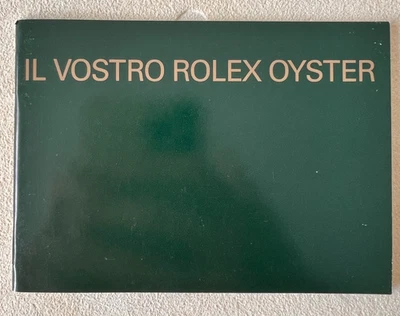 IL VOSTRO ROLEX OYSTER